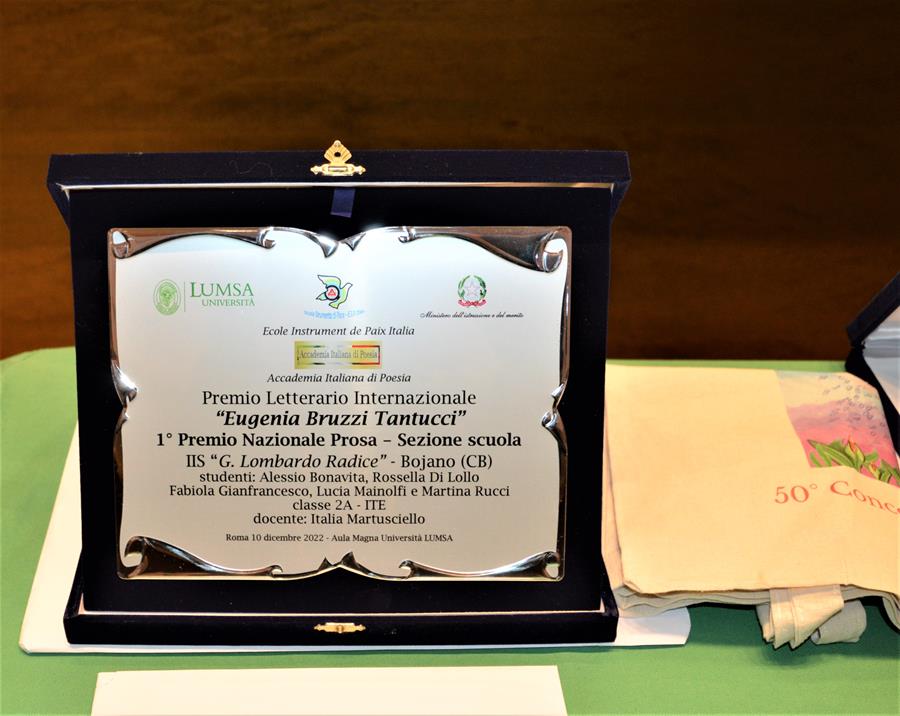 LUMSA
UNIVERSITÀ
Ministero dell'istruzione e del merito
Ecole Instrument de Paix Italia
Accademia Italiana di Poesia
Accademia Italiana di Poesia
Premio Letterario Internazionale
“Eugenia Bruzzi Tantucci”
1° Premio Nazionale Prosa – Sezione scuola
IIS “G. Lombardo Radice” - Bojano (CB)
studenti: Alessio Bonavita, Rossella Di Lollo
Fabiola Gianfrancesco, Lucia Mainolfi e Martina Rucci
classe 2A - ITE
docente: Italia Martusciello
Roma 10 dicembre 2022 - Aula Magna Università LUMSA
50° Conc